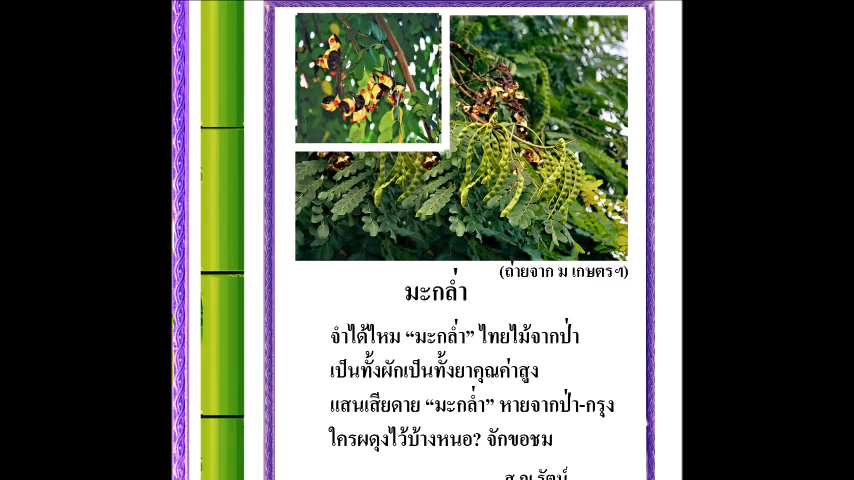 (ถ่ายจาก ม เกษตรฯ)
มะกล่ำ
จำได้ไหม “มะกล่ำ” ไทยไม้จากป่า
เป็นทั้งผักเป็นทั้งยาคุณค่าสูง
แสนเสียดาย “มะกล่ำ” หายจากป่า-กรุง
ใครผดุงไว้บ้างหนอ? จักขอชม